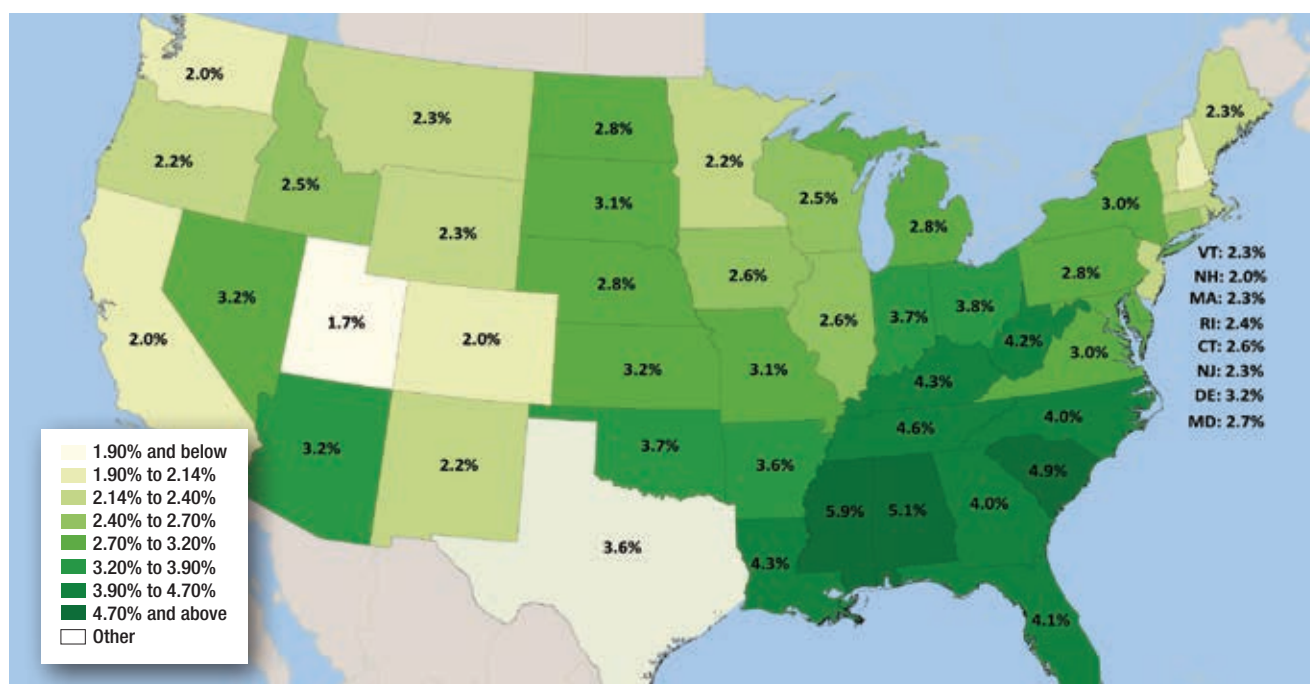 2.0%
2.3%
2.8%
2.2%
2.3%
2.2%
2.5%
3.1%
2.5%
2.8%
3.0%
2.3%
VT: 2.3%
NH: 2.0%
MA: 2.3%
RI: 2.4%
CT: 2.6%
NJ: 2.3%
DE: 3.2%
MD: 2.7%
2.8%
2.6%
2.8%
3.2%
1.7%
2.0%
2.0%
2.6%
3.7%
3.8%
4.2%
3.0%
3.2%
3.1%
4.3%
4.6%
4.0%
3.2%
2.2%
3.7%
3.6%
4.9%
5.9%
5.1%
4.0%
3.6%
4.3%
4.1%
1.90% and below
1.90% to 2.14%
2.14% to 2.40%
2.40% to 2.70%
2.70% to 3.20%
3.20% to 3.90%
3.90% to 4.70%
4.70% and above
Other